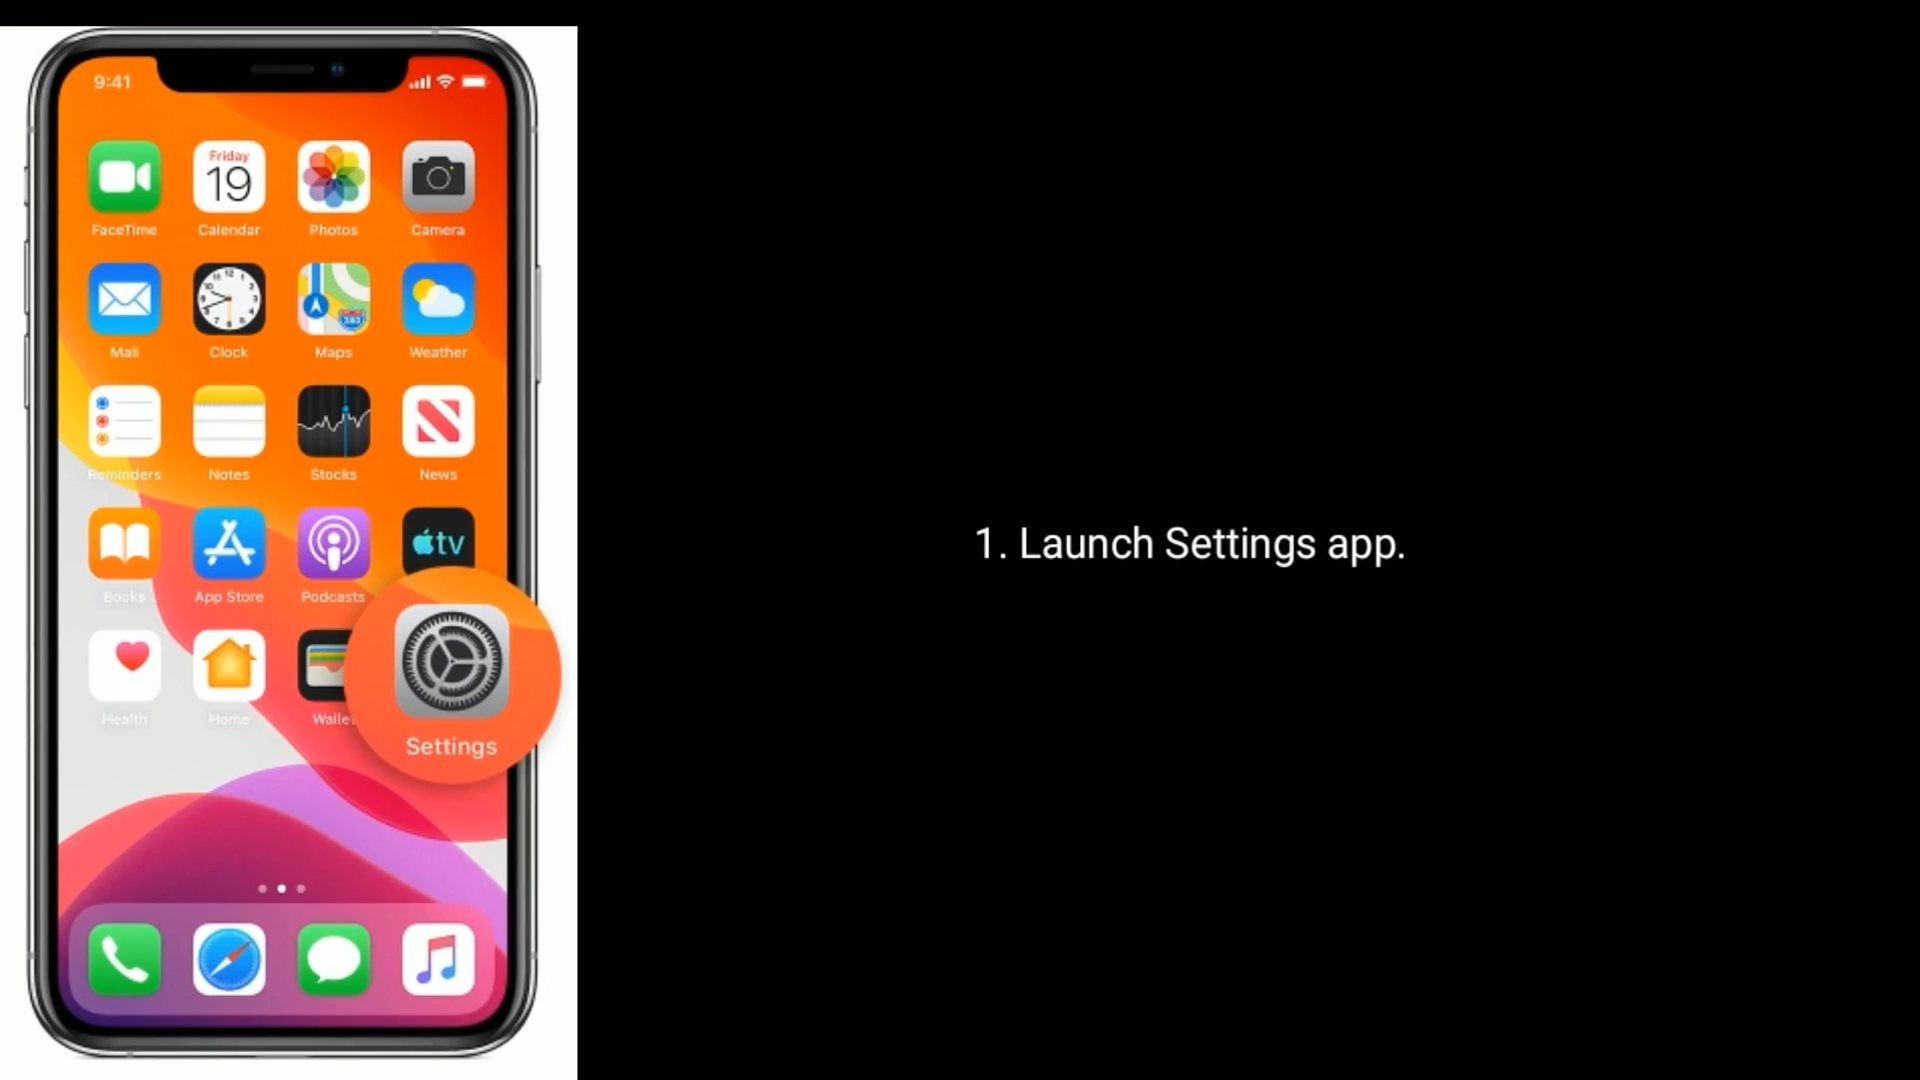 9:41
Friday
19
FaceTime
Calendar
Photos
Camera
Mail
Clock
Maps
Weather
Reminders
Notes
Stocks
News
tv
Books
App Store
Podcasts
Health
Home
Wallet
Settings
1. Launch Settings app.